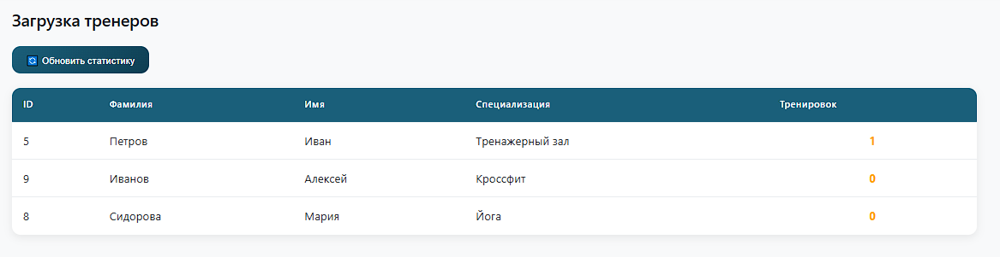 Загрузка тренеров
Обновить статистику
ID Фамилия Имя Специализация Тренировок
5 Петров Иван Тренажерный зал 1
9 Иванов Алексей Кроссфит 0
8 Сидорова Мария Йога 0